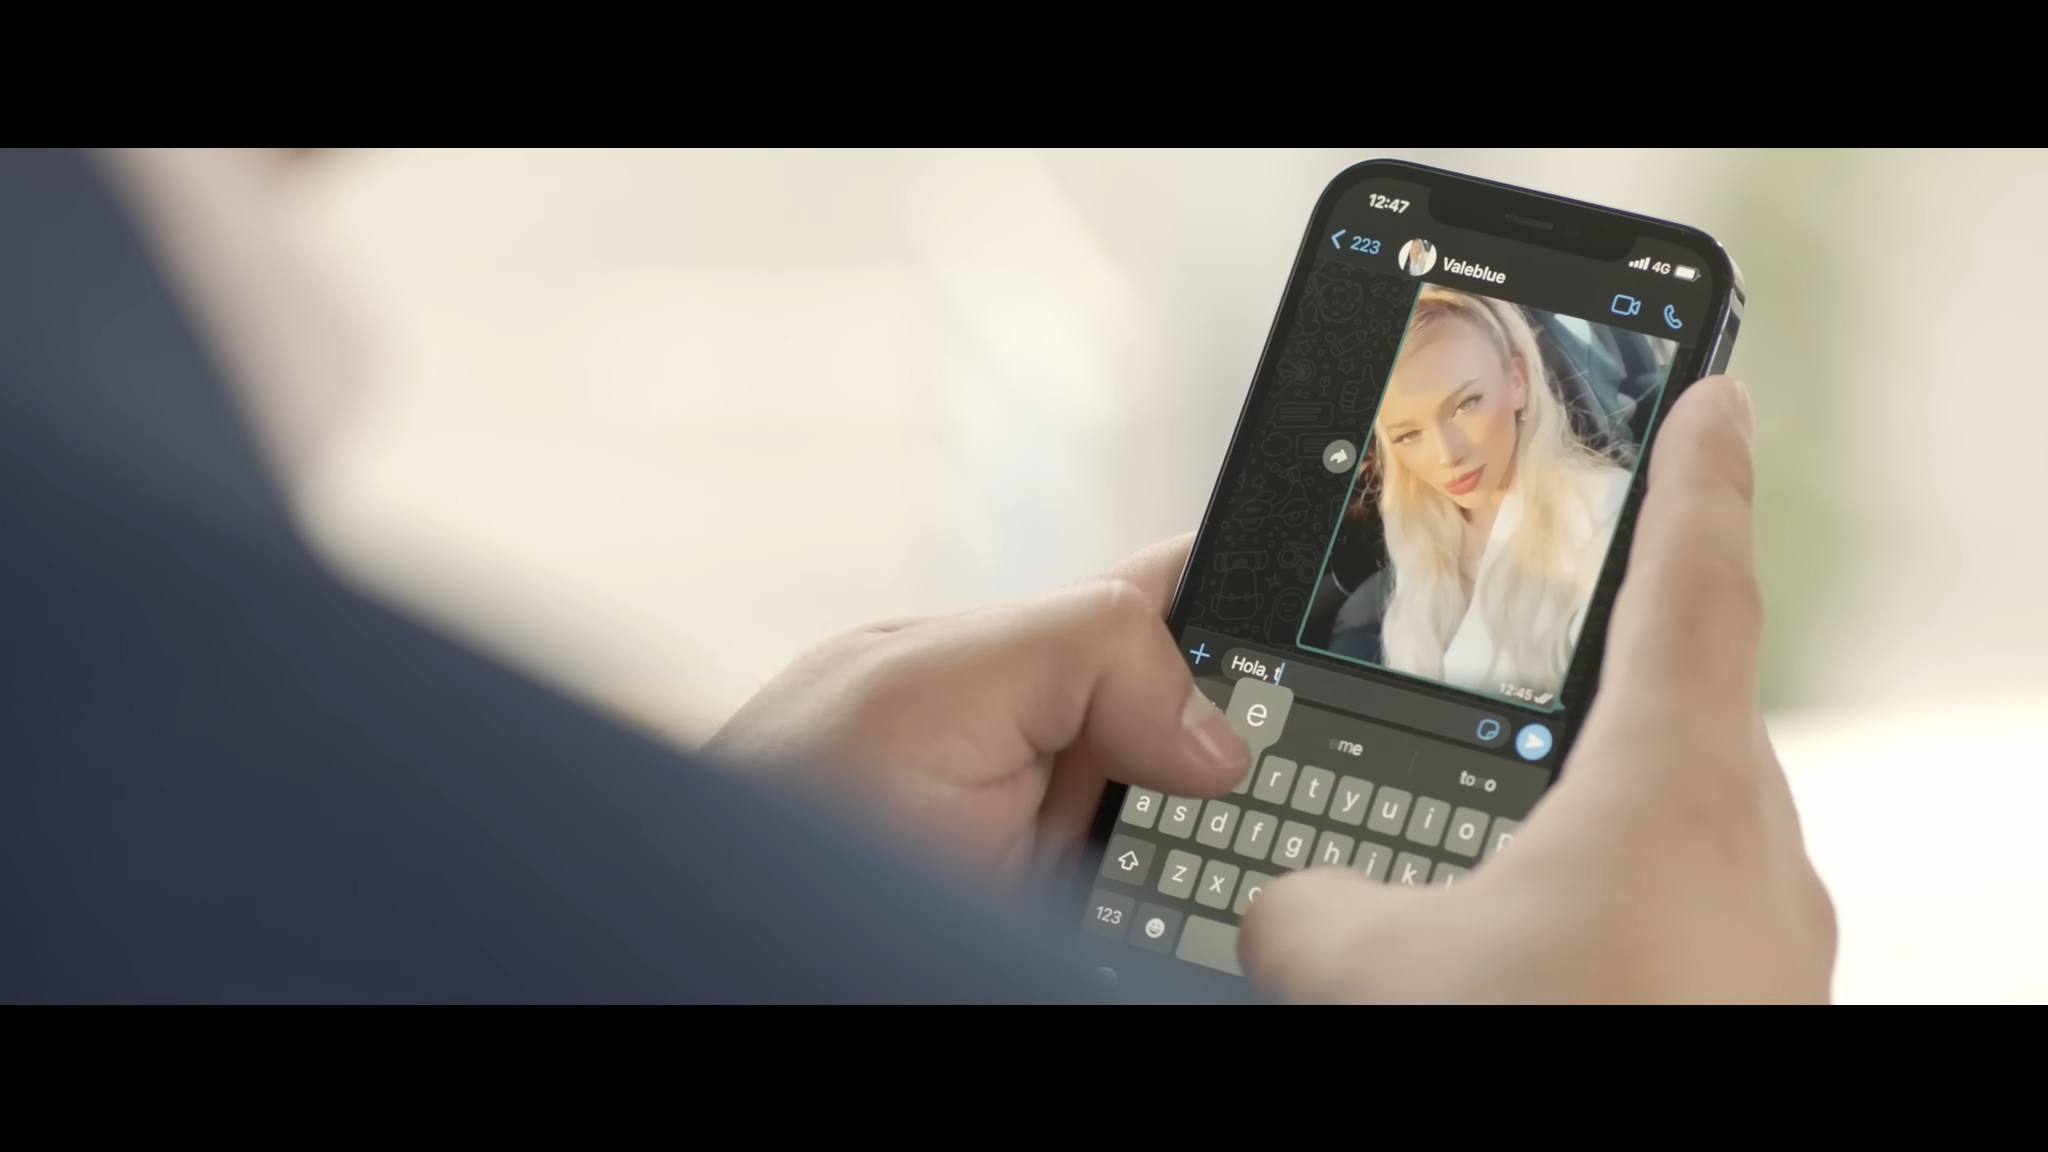 12:47
4G
223
Valeblue
12:45
Hola, t
e
me
r t y u i o p
a s d f g h j k l
z x c
123